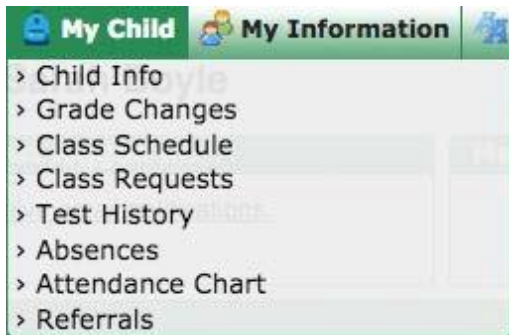 My Child My Information
› Child Info
› Grade Changes
› Class Schedule
› Class Requests
› Test History
› Absences
› Attendance Chart
› Referrals